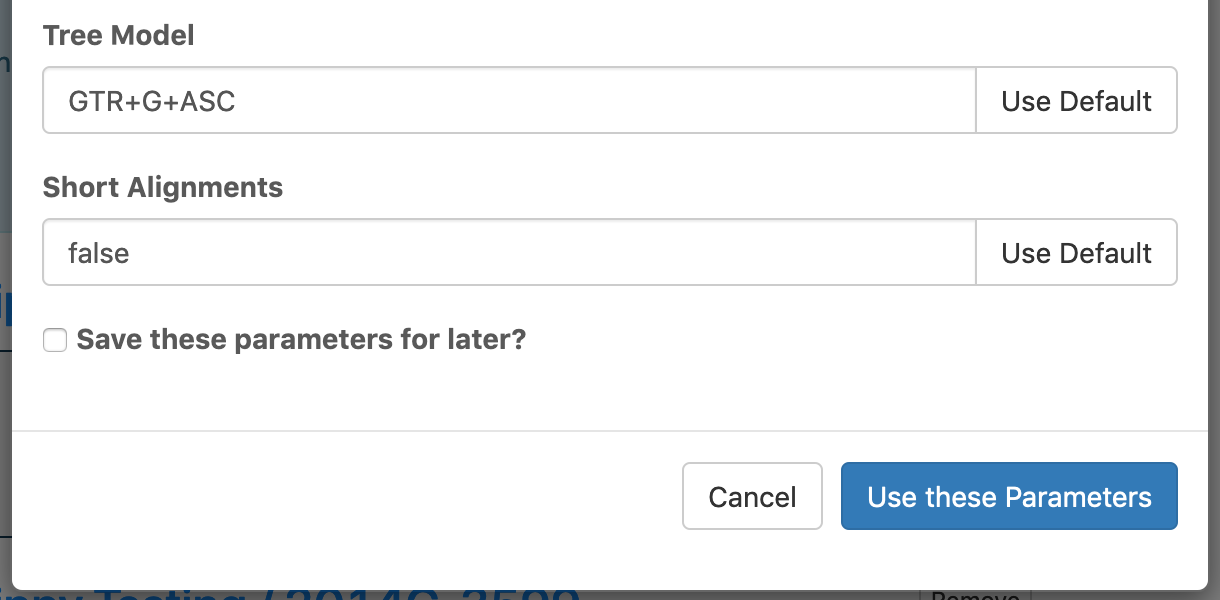 Tree Model
GTR+G+ASC
Use Default
Short Alignments
false
Use Default
Save these parameters for later?
Cancel
Use these Parameters